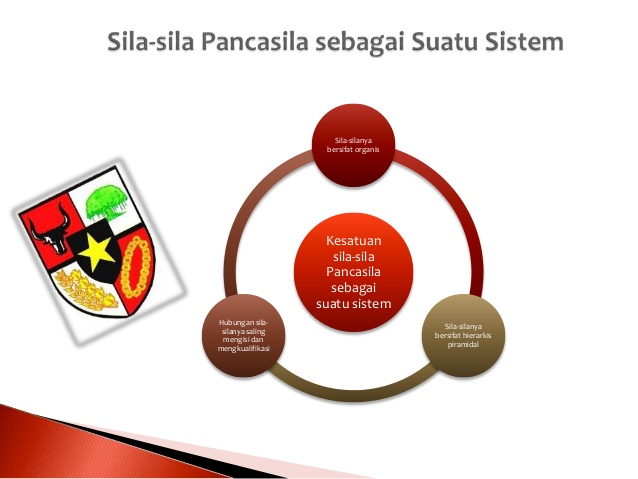 Sila-sila Pancasila sebagai Suatu Sistem
Sila-silanya
bersifat organis
Kesatuan
sila-sila
Pancasila
sebagai
suatu sistem
Hubungan sila-
silanya saling
mengisi dan
mengkualifikasi
Sila-silanya
bersifat hierarkis
piramidal